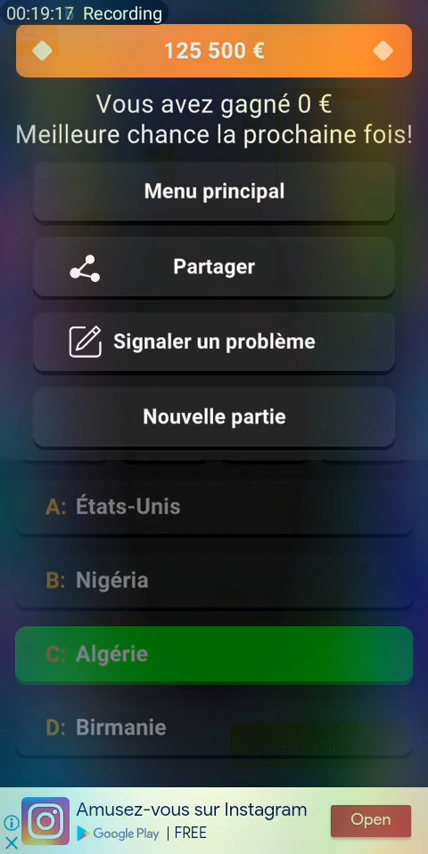 00:19:17 Recording
125 500 €
Vous avez gagné 0 €
Meilleure chance la prochaine fois!
Menu principal
Partager
Signaler un problème
Nouvelle partie
A: États-Unis
B: Nigéria
C: Algérie
D: Birmanie
Amusez-vous sur Instagram
Google Play | FREE
Open